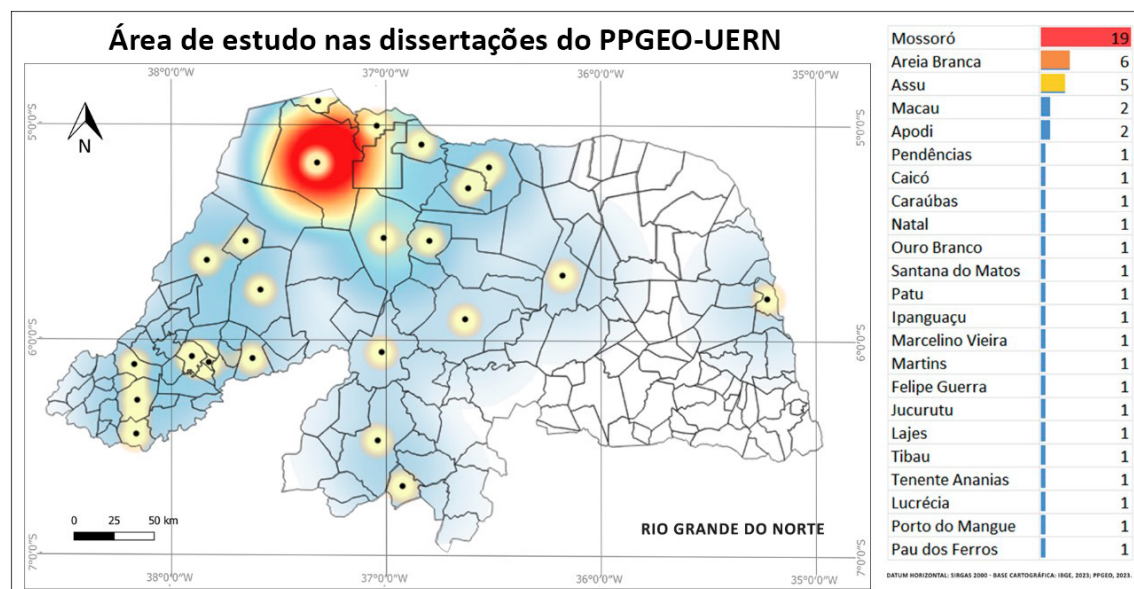 Área de estudo nas dissertações do PPGEO-UERN
38°0'0"W 37°0'0"W 36°0'0"W 35°0'0"W
5°0'0"S 5°0'0"S
N
6°0'0"S 6°0'0"S
0 25 50 km
RIO GRANDE DO NORTE
7°0'0"S 7°0'0"S
38°0'0"W 37°0'0"W 36°0'0"W 35°0'0"W
Mossoró 19
Areia Branca 6
Assu 5
Macau 2
Apodi 2
Pendências 1
Caicó 1
Caraúbas 1
Natal 1
Ouro Branco 1
Santana do Matos 1
Patu 1
Ipanguaçu 1
Marcelino Vieira 1
Martins 1
Felipe Guerra 1
Jucurutu 1
Lajes 1
Tibau 1
Tenente Ananias 1
Lucrécia 1
Porto do Mangue 1
Pau dos Ferros 1
DATUM HORIZONTAL: SIRGAS 2000 - BASE CARTOGRÁFICA: IBGE, 2023; PPGEO, 2023.